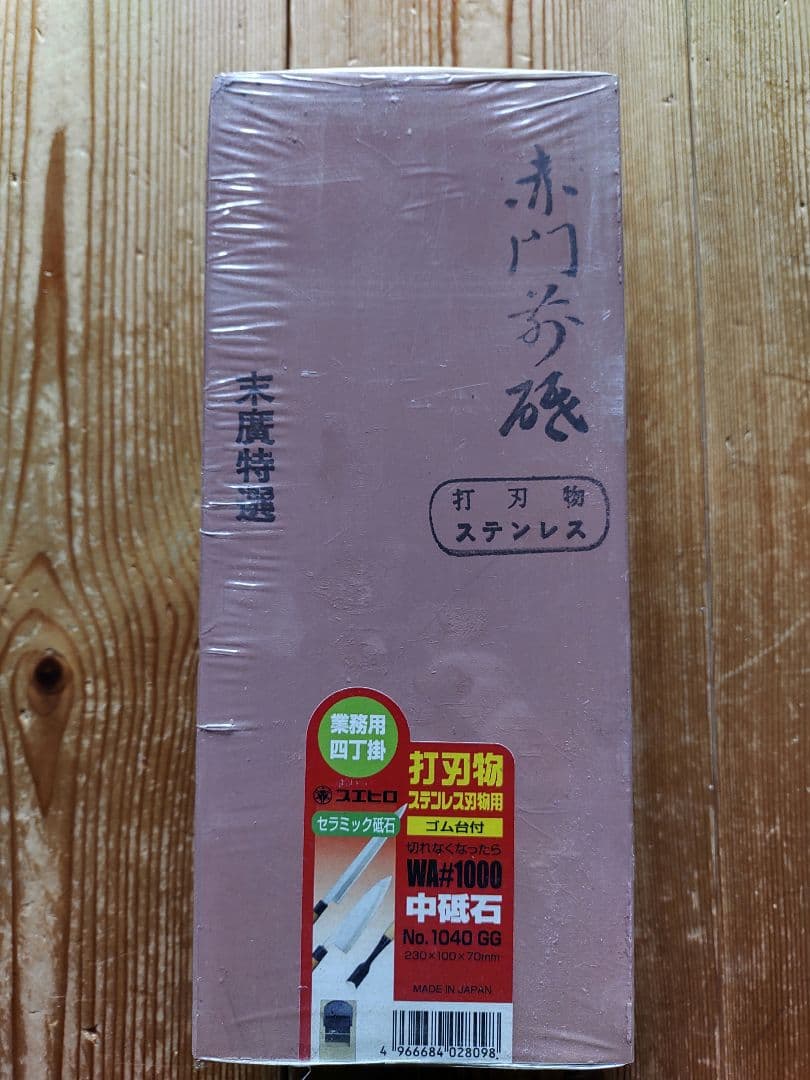 赤門前砥
打刃物
ステンレス
末廣特選
業務用
四丁掛
スエヒロ
セラミック砥石
打刃物
ステンレス刃物用
ゴム台付
切れなくなったら
WA#1000
中砥石
No.1040 GG
230×100×70mm
MADE IN JAPAN
4 966684 028098